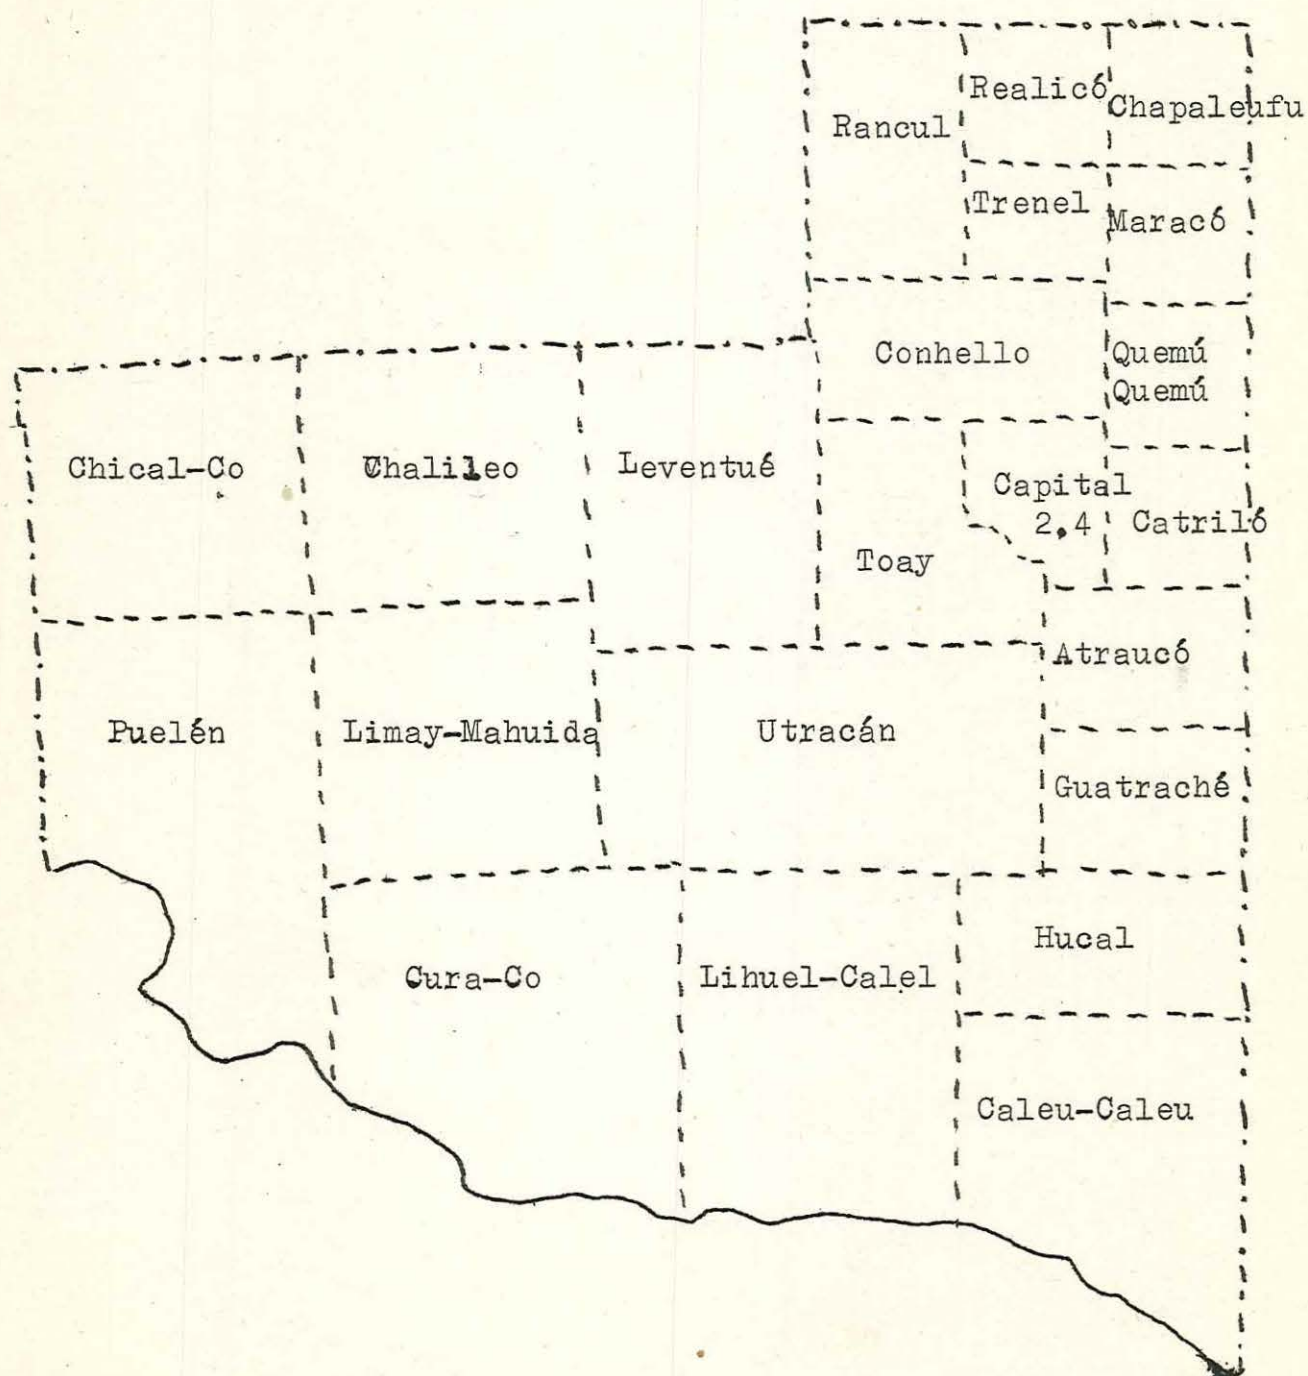 Rancul
Realicó
Chapaleufu
Trenel
Maracó
Conhello
Quemú
Quemú
Chical-Co
Chalileo
Leventué
Capital
2,4
Catriló
Toay
Atraucó
Puelén
Limay-Mahuida
Utracán
Guatraché
Cura-Co
Lihuel-Calel
Hucal
Caleu-Caleu